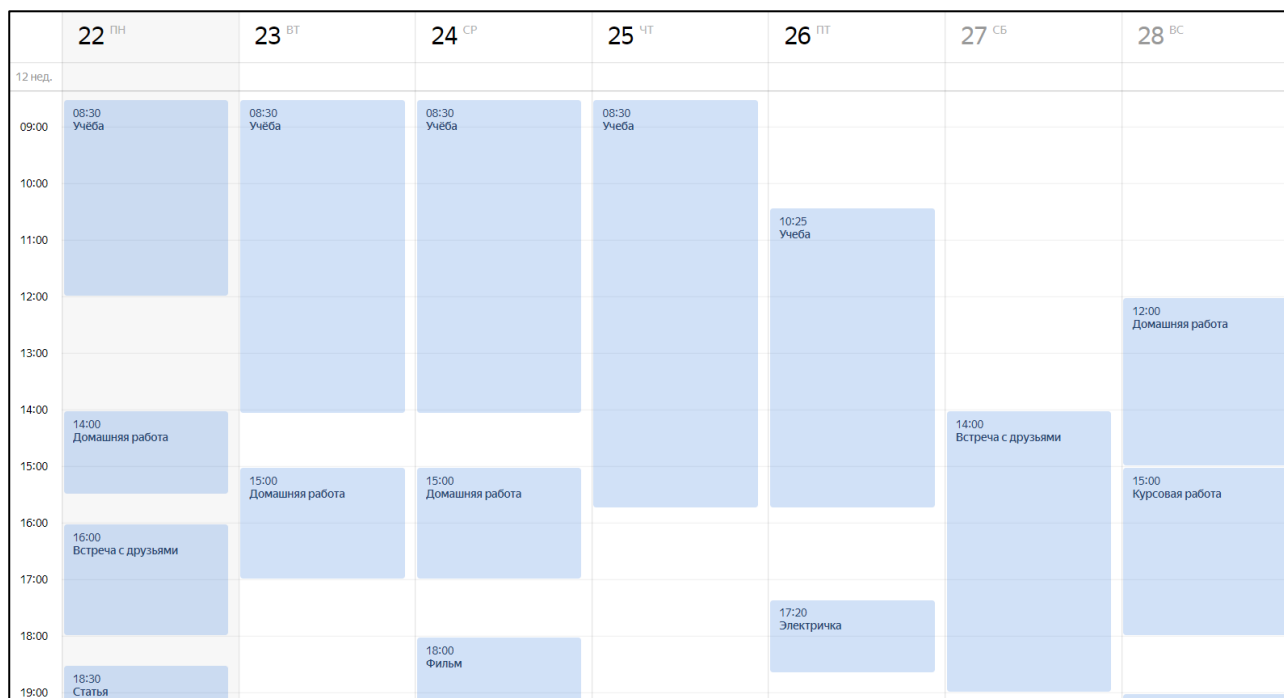 22 ПН
23 ВТ
24 СР
25 ЧТ
26 ПТ
27 СБ
28 ВС
12 нед.
09:00
10:00
11:00
12:00
13:00
14:00
15:00
16:00
17:00
18:00
19:00
08:30
Учёба
14:00
Домашняя работа
16:00
Встреча с друзьями
18:30
Статья
08:30
Учёба
15:00
Домашняя работа
08:30
Учёба
15:00
Домашняя работа
18:00
Фильм
08:30
Учеба
10:25
Учеба
17:20
Электричка
14:00
Встреча с друзьями
12:00
Домашняя работа
15:00
Курсовая работа